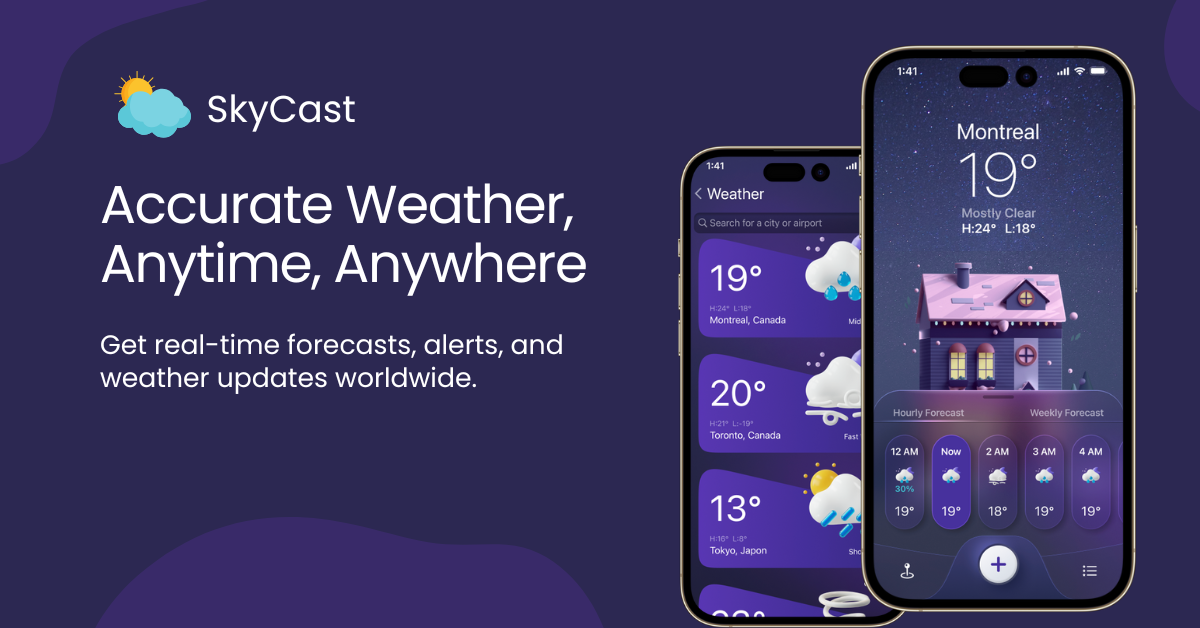 SkyCast
Accurate Weather,
Anytime, Anywhere
Get real-time forecasts, alerts, and
weather updates worldwide.
1:41
Weather
Search for a city or airport
19°
H:24° L:18°
Montreal, Canada
Mid
20°
H:21° L:-19°
Toronto, Canada
Fast
13°
H:16° L:8°
Tokyo, Japon
Sho
1:41
Montreal
19°
Mostly Clear
H:24° L:18°
Hourly Forecast Weekly Forecast
12 AM Now 2 AM 3 AM 4 AM
30%
19° 19° 18° 19° 19°